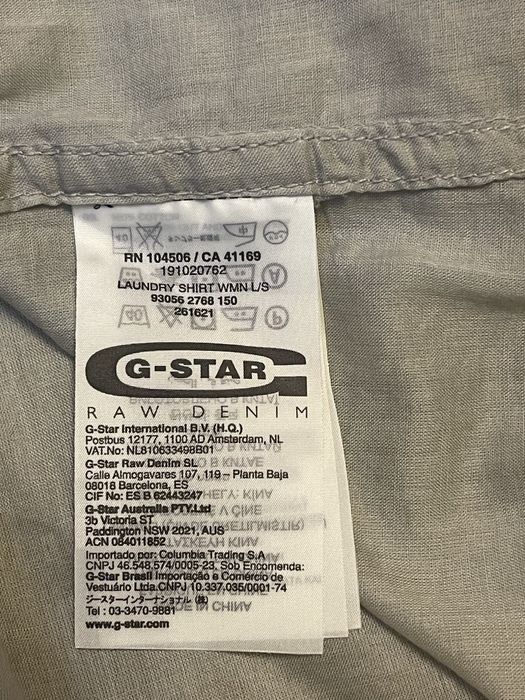 RN 104506 / CA 41169
191020762
LAUNDRY SHIRT WMN L/S
93056 2768 150
261621
G-STAR
RAW DENIM
G-Star International B.V. (H.Q.)
Postbus 12177, 1100 AD Amsterdam, NL
VAT.No: NL810633498B01
G-Star Raw Denim SL
Calle Almogavares 107, 119 – Planta Baja
08018 Barcelona, ES
CIF No: ES B 62443247
G-Star Australia PTY.Ltd
3b Victoria ST
Paddington NSW 2021, AUS
ACN 084011852
Importado por: Columbia Trading S.A
CNPJ 46.548.574/0005-23, Sob Encomenda:
G-Star Brasil Importação e Comércio de
Vestuário Ltda.CNPJ 10.337.035/0001-74
ジースターインターナショナル (株)
Tel : 03-3470-9881
www.g-star.com